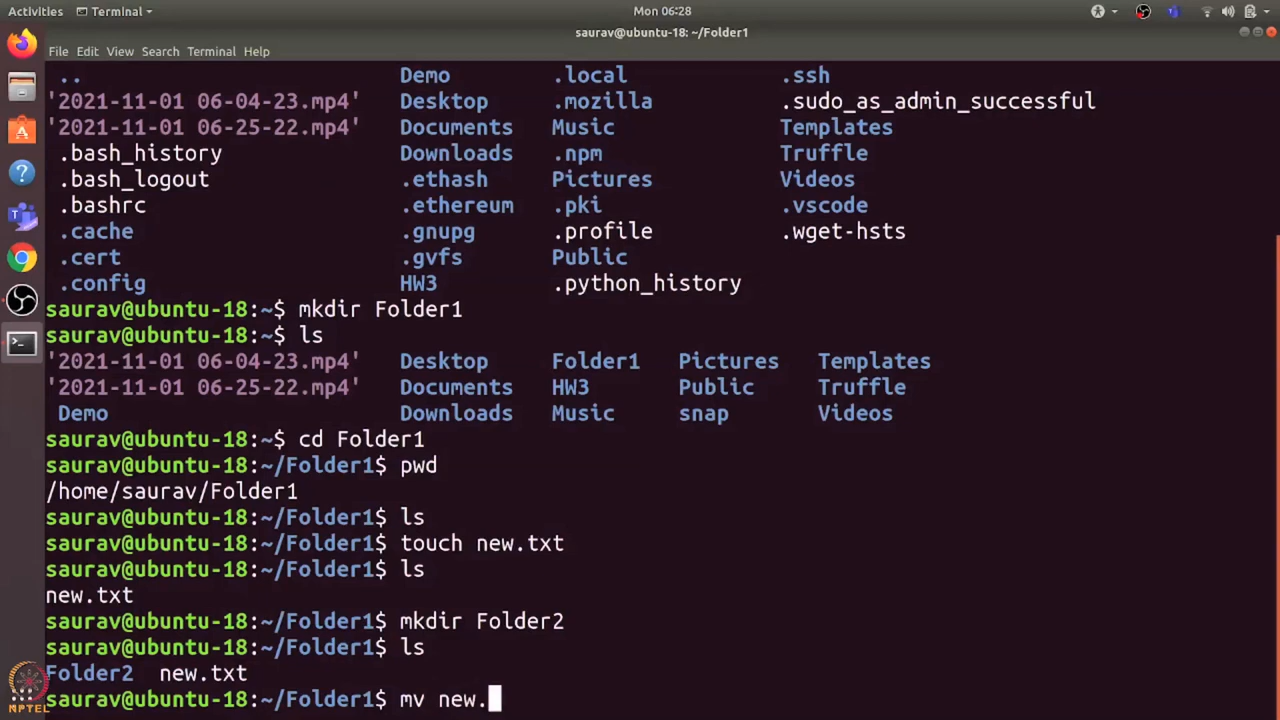 Activities Terminal Mon 06:28
saurav@ubuntu-18: ~/Folder1
File Edit View Search Terminal Help
.. Demo .local .ssh
'2021-11-01 06-04-23.mp4' Desktop .mozilla .sudo_as_admin_successful
'2021-11-01 06-25-22.mp4' Documents Music Templates
.bash_history Downloads .npm Truffle
.bash_logout .ethash Pictures Videos
.bashrc .ethereum .pki .vscode
.cache .gnupg .profile .wget-hsts
.cert .gvfs Public
.config HW3 .python_history
saurav@ubuntu-18:~$ mkdir Folder1
saurav@ubuntu-18:~$ ls
'2021-11-01 06-04-23.mp4' Desktop Folder1 Pictures Templates
'2021-11-01 06-25-22.mp4' Documents HW3 Public Truffle
Demo Downloads Music snap Videos
saurav@ubuntu-18:~$ cd Folder1
saurav@ubuntu-18:~/Folder1$ pwd
/home/saurav/Folder1
saurav@ubuntu-18:~/Folder1$ ls
saurav@ubuntu-18:~/Folder1$ touch new.txt
saurav@ubuntu-18:~/Folder1$ ls
new.txt
saurav@ubuntu-18:~/Folder1$ mkdir Folder2
saurav@ubuntu-18:~/Folder1$ ls
Folder2 new.txt
saurav@ubuntu-18:~/Folder1$ mv new.
NPTEL